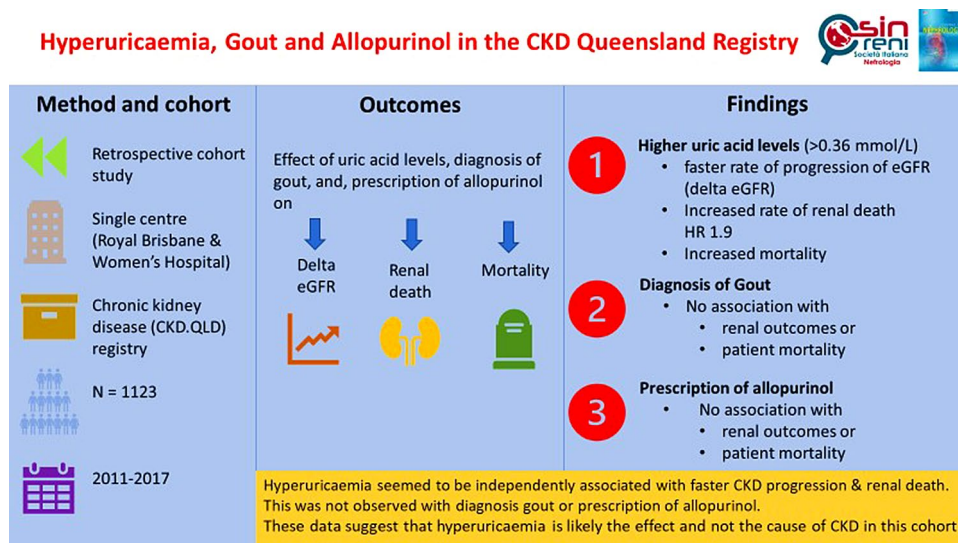 Hyperuricaemia, Gout and Allopurinol in the CKD Queensland Registry
sin
reni
Società Italiana
Nefrologia
Method and cohort
Retrospective cohort
study
Single centre
(Royal Brisbane &
Women's Hospital)
Chronic kidney
disease (CKD.QLD)
registry
N = 1123
2011-2017
Outcomes
Effect of uric acid levels, diagnosis of
gout, and, prescription of allopurinol
on
Delta
eGFR
Renal
death
Mortality
Findings
1
Higher uric acid levels (>0.36 mmol/L)
• faster rate of progression of eGFR
(delta eGFR)
• Increased rate of renal death
HR 1.9
• Increased mortality
2
Diagnosis of Gout
• No association with
• renal outcomes or
• patient mortality
3
Prescription of allopurinol
• No association with
• renal outcomes or
• patient mortality
Hyperuricaemia seemed to be independently associated with faster CKD progression & renal death.
This was not observed with diagnosis gout or prescription of allopurinol.
These data suggest that hyperuricaemia is likely the effect and not the cause of CKD in this cohort